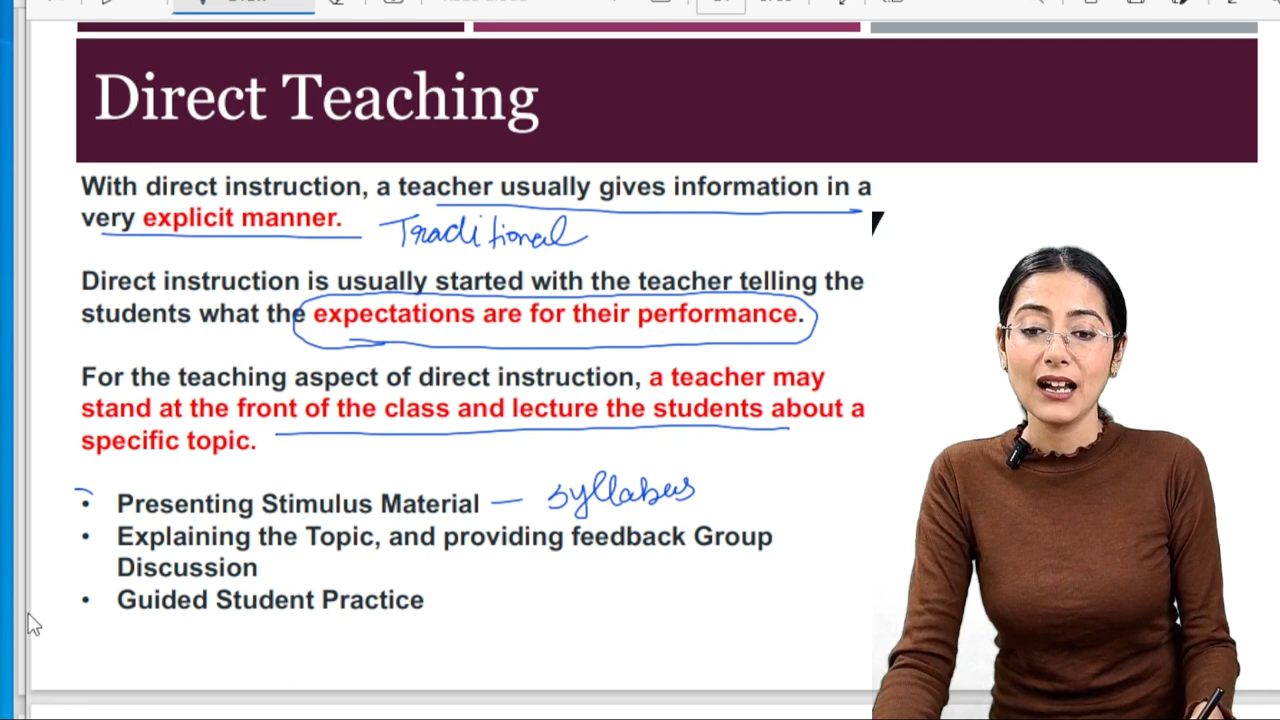 Direct Teaching
With direct instruction, a teacher usually gives information in a
very explicit manner. Traditional
Direct instruction is usually started with the teacher telling the
students what the expectations are for their performance.
For the teaching aspect of direct instruction, a teacher may
stand at the front of the class and lecture the students about a
specific topic.
• Presenting Stimulus Material — syllabus
• Explaining the Topic, and providing feedback Group
Discussion
• Guided Student Practice